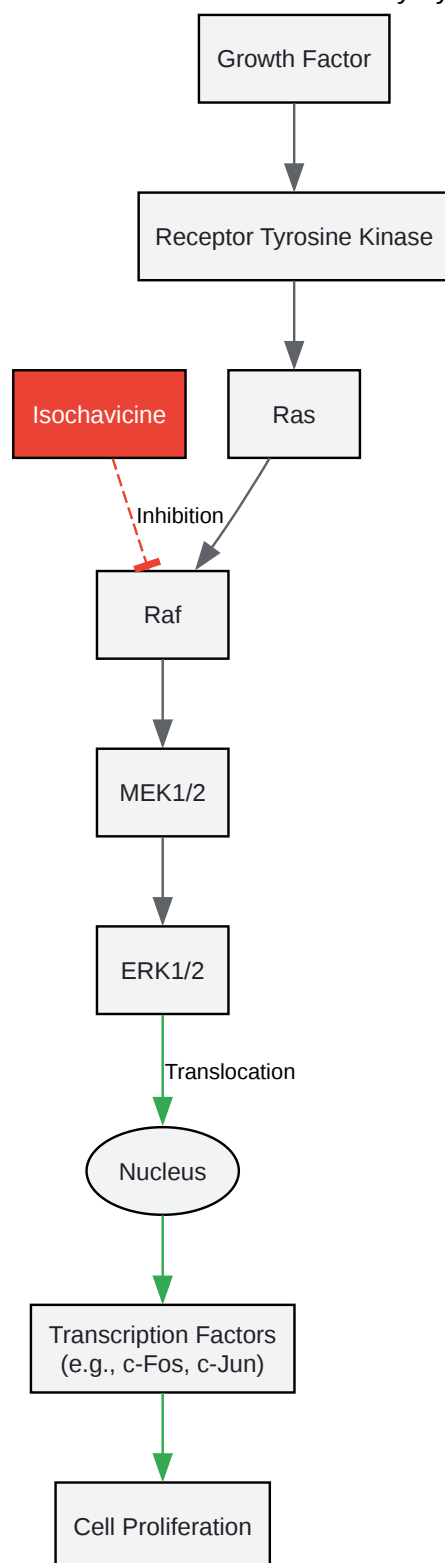 Growth Factor
Receptor Tyrosine Kinase
Isochavicine
Ras
Inhibition
Raf
MEK1/2
ERK1/2
Translocation
Nucleus
Transcription Factors
(e.g., c-Fos, c-Jun)
Cell Proliferation